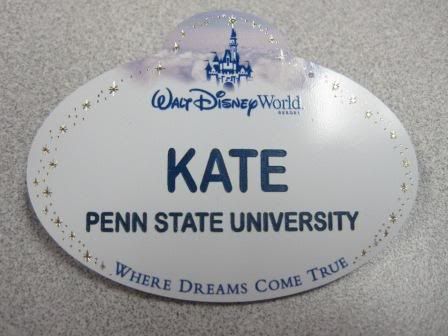 WALT DISNEY World
RESORT
KATE
PENN STATE UNIVERSITY
WHERE DREAMS COME TRUE